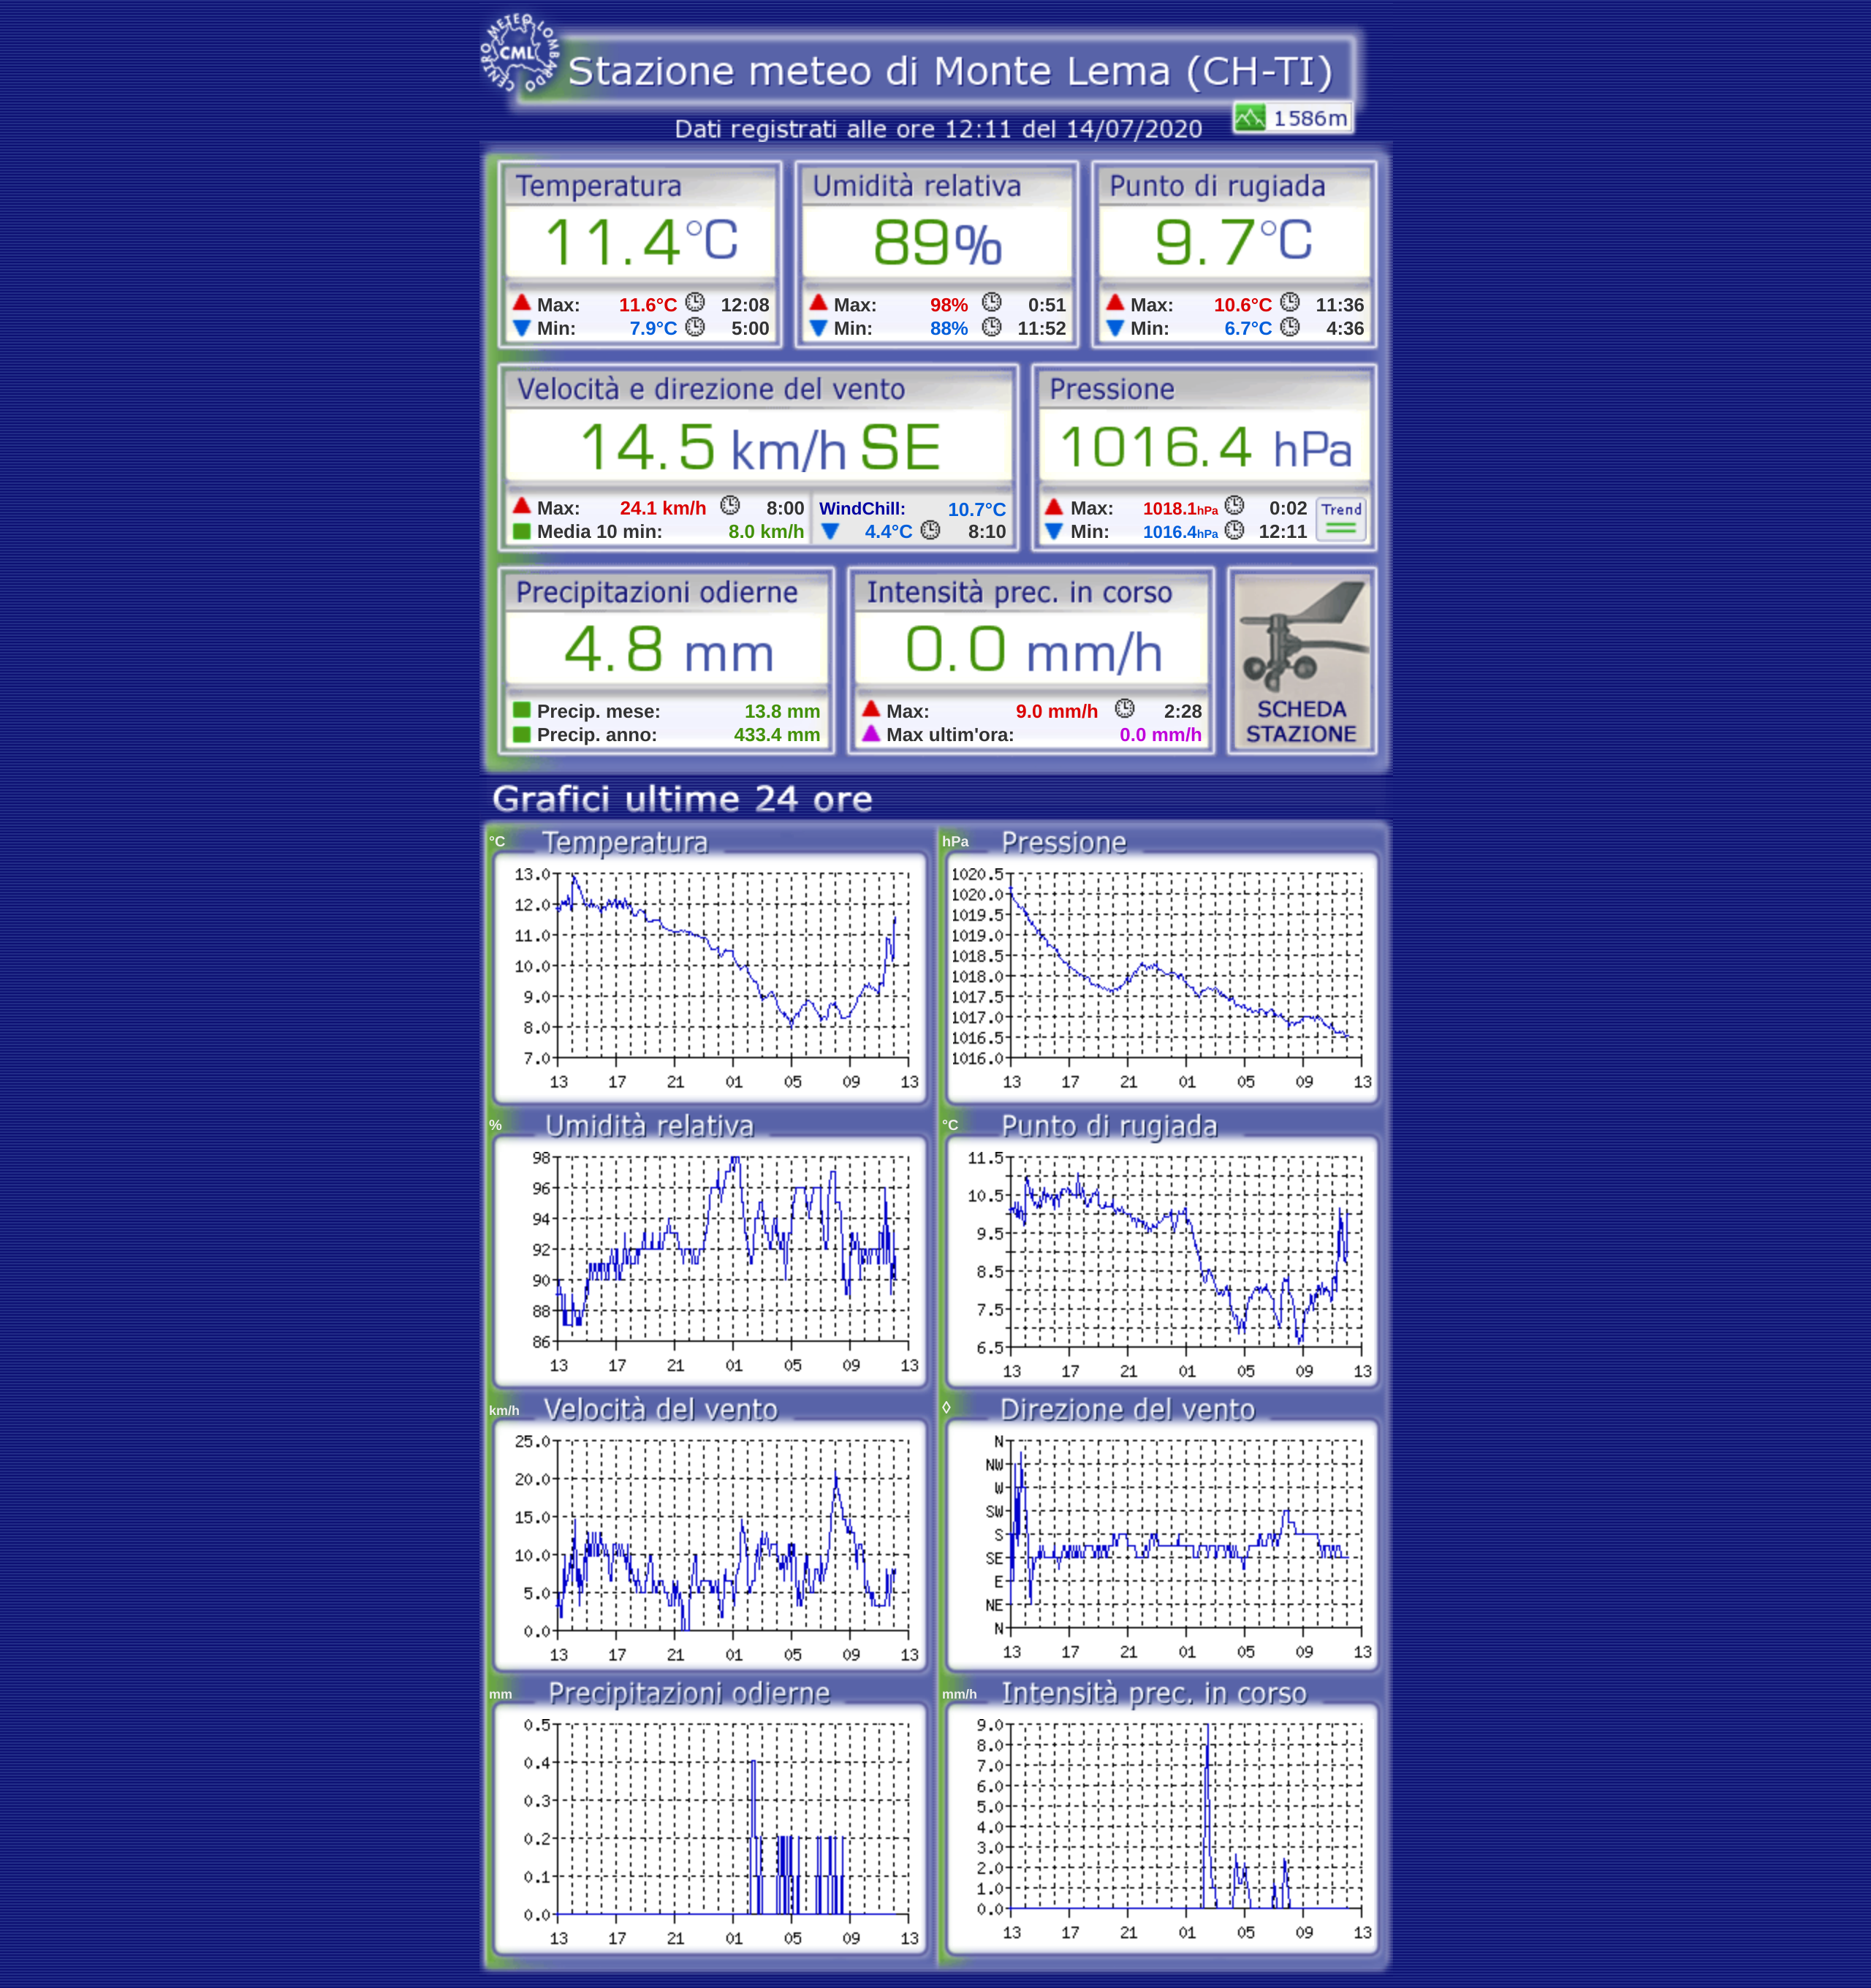 CENTRO METEO LOMBARDO
CML
Stazione meteo di Monte Lema (CH-TI)
1586m
Dati registrati alle ore 12:11 del 14/07/2020
Temperatura
11.4°C
Max: 11.6°C 12:08
Min: 7.9°C 5:00
Umidità relativa
89%
Max: 98% 0:51
Min: 88% 11:52
Punto di rugiada
9.7°C
Max: 10.6°C 11:36
Min: 6.7°C 4:36
Velocità e direzione del vento
14.5 km/h SE
Max: 24.1 km/h 8:00
Media 10 min: 8.0 km/h
WindChill: 10.7°C
4.4°C 8:10
Pressione
1016.4 hPa
Max: 1018.1hPa 0:02
Min: 1016.4hPa 12:11
Trend
Precipitazioni odierne
4.8 mm
Precip. mese: 13.8 mm
Precip. anno: 433.4 mm
Intensità prec. in corso
0.0 mm/h
Max: 9.0 mm/h 2:28
Max ultim'ora: 0.0 mm/h
SCHEDA
STAZIONE
Grafici ultime 24 ore
°C Temperatura
13.0
12.0
11.0
10.0
9.0
8.0
7.0
13 17 21 01 05 09 13
hPa Pressione
1020.5
1020.0
1019.5
1019.0
1018.5
1018.0
1017.5
1017.0
1016.5
1016.0
13 17 21 01 05 09 13
% Umidità relativa
98
96
94
92
90
88
86
13 17 21 01 05 09 13
°C Punto di rugiada
11.5
10.5
9.5
8.5
7.5
6.5
13 17 21 01 05 09 13
km/h Velocità del vento
25.0
20.0
15.0
10.0
5.0
0.0
13 17 21 01 05 09 13
◊ Direzione del vento
N
NW
W
SW
S
SE
E
NE
N
13 17 21 01 05 09 13
mm Precipitazioni odierne
0.5
0.4
0.3
0.2
0.1
0.0
13 17 21 01 05 09 13
mm/h Intensità prec. in corso
9.0
8.0
7.0
6.0
5.0
4.0
3.0
2.0
1.0
0.0
13 17 21 01 05 09 13